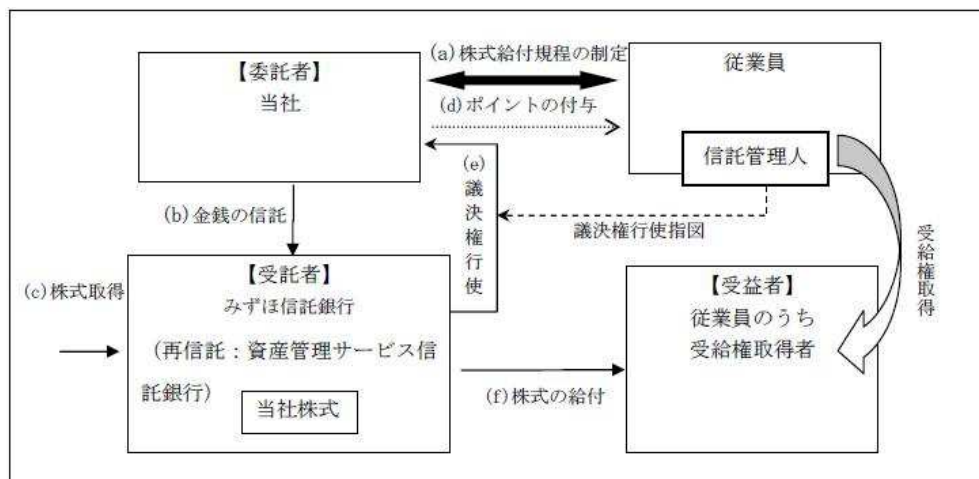 (a)株式給付規程の制定
【委託者】
当社
従業員
(d)ポイントの付与
信託管理人
(e)議決権行使
(b)金銭の信託
議決権行使指図
受給権取得
(c)株式取得
【受託者】
みずほ信託銀行
(再信託：資産管理サービス信
託銀行)
当社株式
【受益者】
従業員のうち
受給権取得者
(f)株式の給付